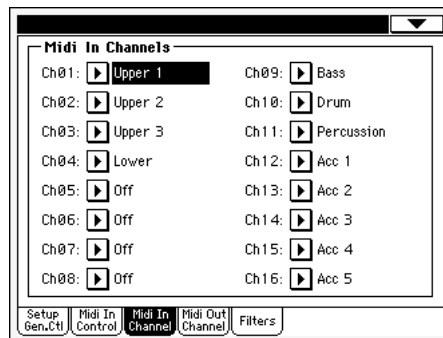 Midi In Channels
Ch01: Upper 1
Ch02: Upper 2
Ch03: Upper 3
Ch04: Lower
Ch05: Off
Ch06: Off
Ch07: Off
Ch08: Off
Ch09: Bass
Ch10: Drum
Ch11: Percussion
Ch12: Acc 1
Ch13: Acc 2
Ch14: Acc 3
Ch15: Acc 4
Ch16: Acc 5
Setup Gen.Ctl
Midi In Control
Midi In Channel
Midi Out Channel
Filters